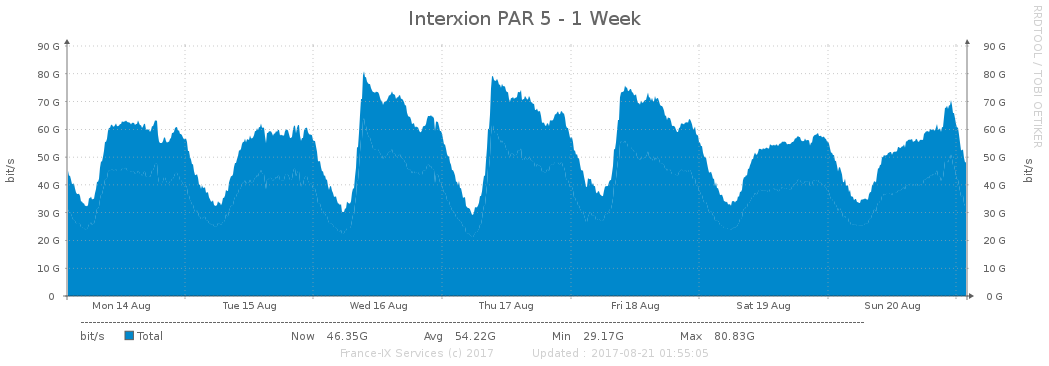 Interxion PAR 5 - 1 Week
RRDTOOL / TOBI OETIKER
90 G 90 G
80 G 80 G
70 G 70 G
60 G 60 G
50 G 50 G
40 G 40 G
30 G 30 G
20 G 20 G
10 G 10 G
0 0 G
bit/s bit/s
Mon 14 Aug Tue 15 Aug Wed 16 Aug Thu 17 Aug Fri 18 Aug Sat 19 Aug Sun 20 Aug
bit/s Total Now 46.35G Avg 54.22G Min 29.17G Max 80.83G
France-IX Services (c) 2017 Updated : 2017-08-21 01:55:05